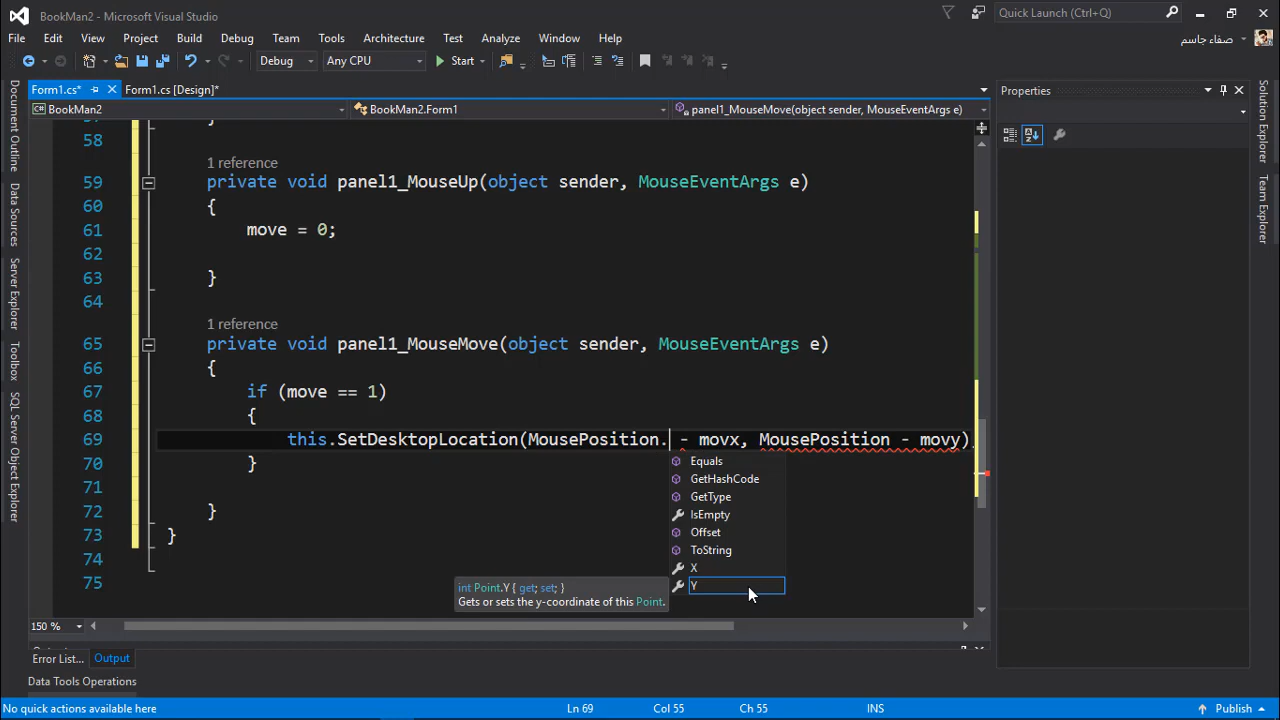 BookMan2 - Microsoft Visual Studio
Quick Launch (Ctrl+Q)
File Edit View Project Build Debug Team Tools Architecture Test Analyze Window Help
صفاء جاسم
Debug Any CPU Start
Form1.cs* Form1.cs [Design]*
Properties
BookMan2 BookMan2.Form1 panel1_MouseMove(object sender, MouseEventArgs e)
Document Outline
Data Sources
Server Explorer
Toolbox
SQL Server Object Explorer
Solution Explorer
Team Explorer
58
1 reference
59 private void panel1_MouseUp(object sender, MouseEventArgs e)
60 {
61 move = 0;
62
63 }
64
1 reference
65 private void panel1_MouseMove(object sender, MouseEventArgs e)
66 {
67 if (move == 1)
68 {
69 this.SetDesktopLocation(MousePosition. - movx, MousePosition - movy)
70 }
71
72 }
73 }
74
75
Equals
GetHashCode
GetType
IsEmpty
Offset
ToString
X
Y
int Point.Y { get; set; }
Gets or sets the y-coordinate of this Point.
150 %
Error List... Output
Data Tools Operations
No quick actions available here Ln 69 Col 55 Ch 55 INS Publish